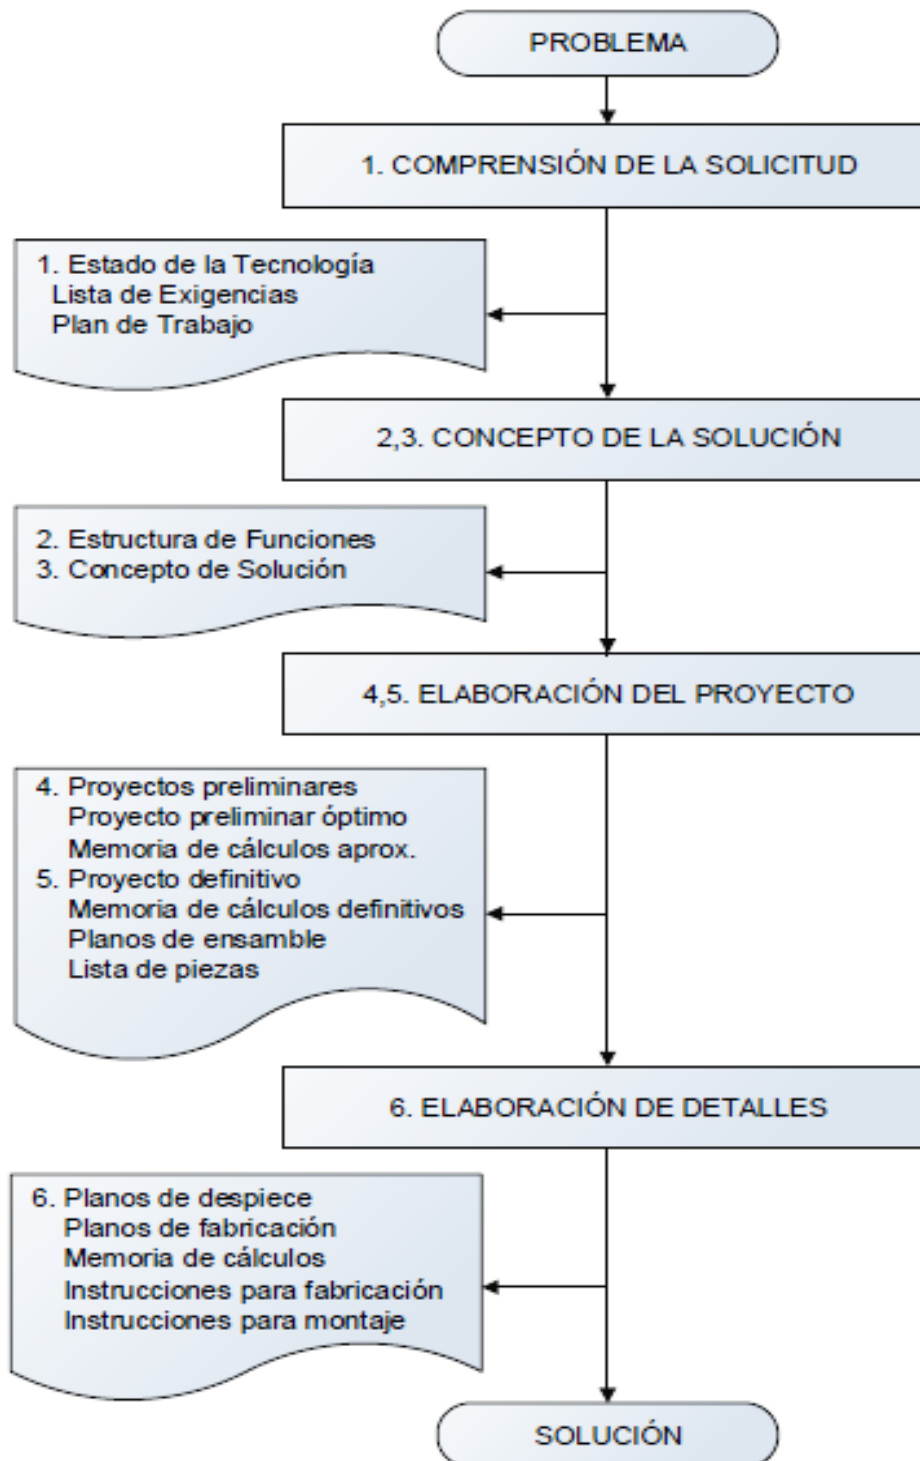 PROBLEMA
1. COMPRENSIÓN DE LA SOLICITUD
1. Estado de la Tecnología
Lista de Exigencias
Plan de Trabajo
2,3. CONCEPTO DE LA SOLUCIÓN
2. Estructura de Funciones
3. Concepto de Solución
4,5. ELABORACIÓN DEL PROYECTO
4. Proyectos preliminares
Proyecto preliminar óptimo
Memoria de cálculos aprox.
5. Proyecto definitivo
Memoria de cálculos definitivos
Planos de ensamble
Lista de piezas
6. ELABORACIÓN DE DETALLES
6. Planos de despiece
Planos de fabricación
Memoria de cálculos
Instrucciones para fabricación
Instrucciones para montaje
SOLUCIÓN